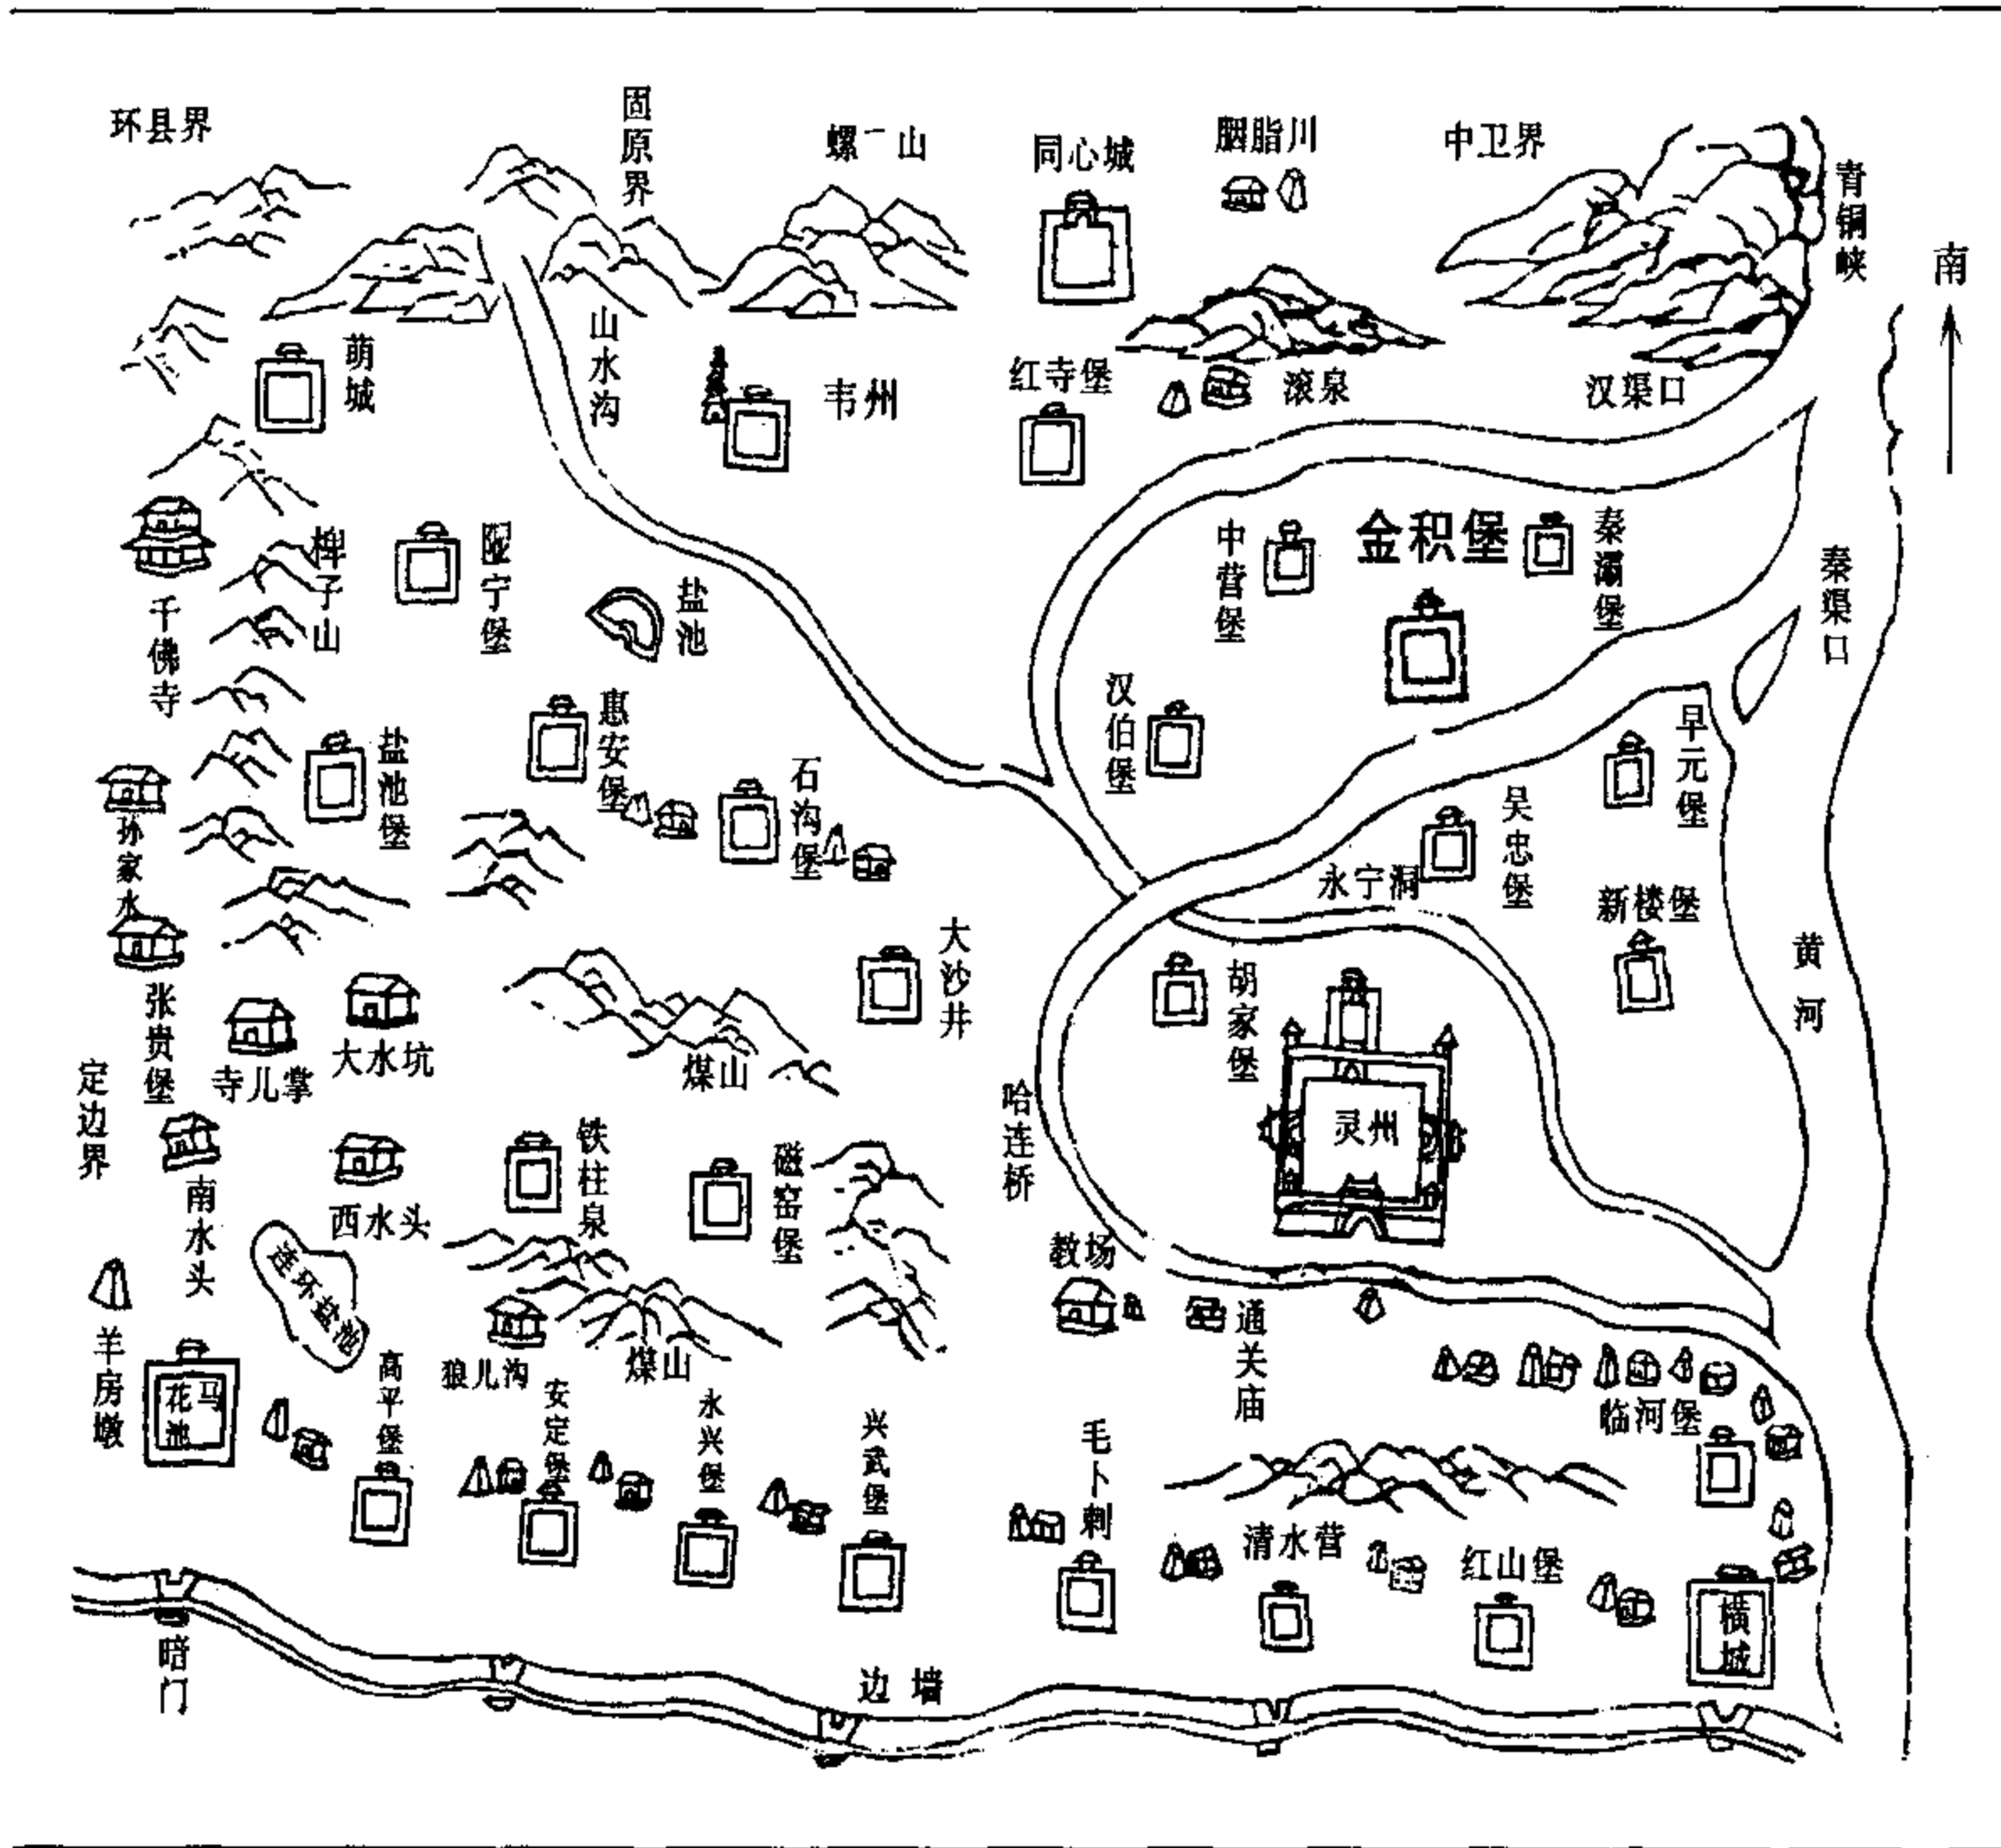 环县界
固原界
螺一山
同心城
胭脂川
中卫界
青铜峡
南
萌城
山水沟
韦州
红寺堡
滚泉
汉渠口
千佛寺
椑子山
隉宁堡
盐池
中营堡
金积堡
秦灞堡
秦渠口
孙家水
盐池堡
惠安堡
石沟堡
汉伯堡
早元堡
吴忠堡
永宁洞
新楼堡
黄河
张贵堡
寺儿掌
大水坑
煤山
大沙井
胡家堡
灵州
哈连桥
定边界
南水头
西水头
铁柱泉
磁窑堡
教场
通关庙
连环盐池
羊房墩
花马池
高平堡
狼儿沟
煤山
安定堡
永兴堡
兴武堡
毛卜剌
清水营
红山堡
临河堡
横城
暗门
边墙